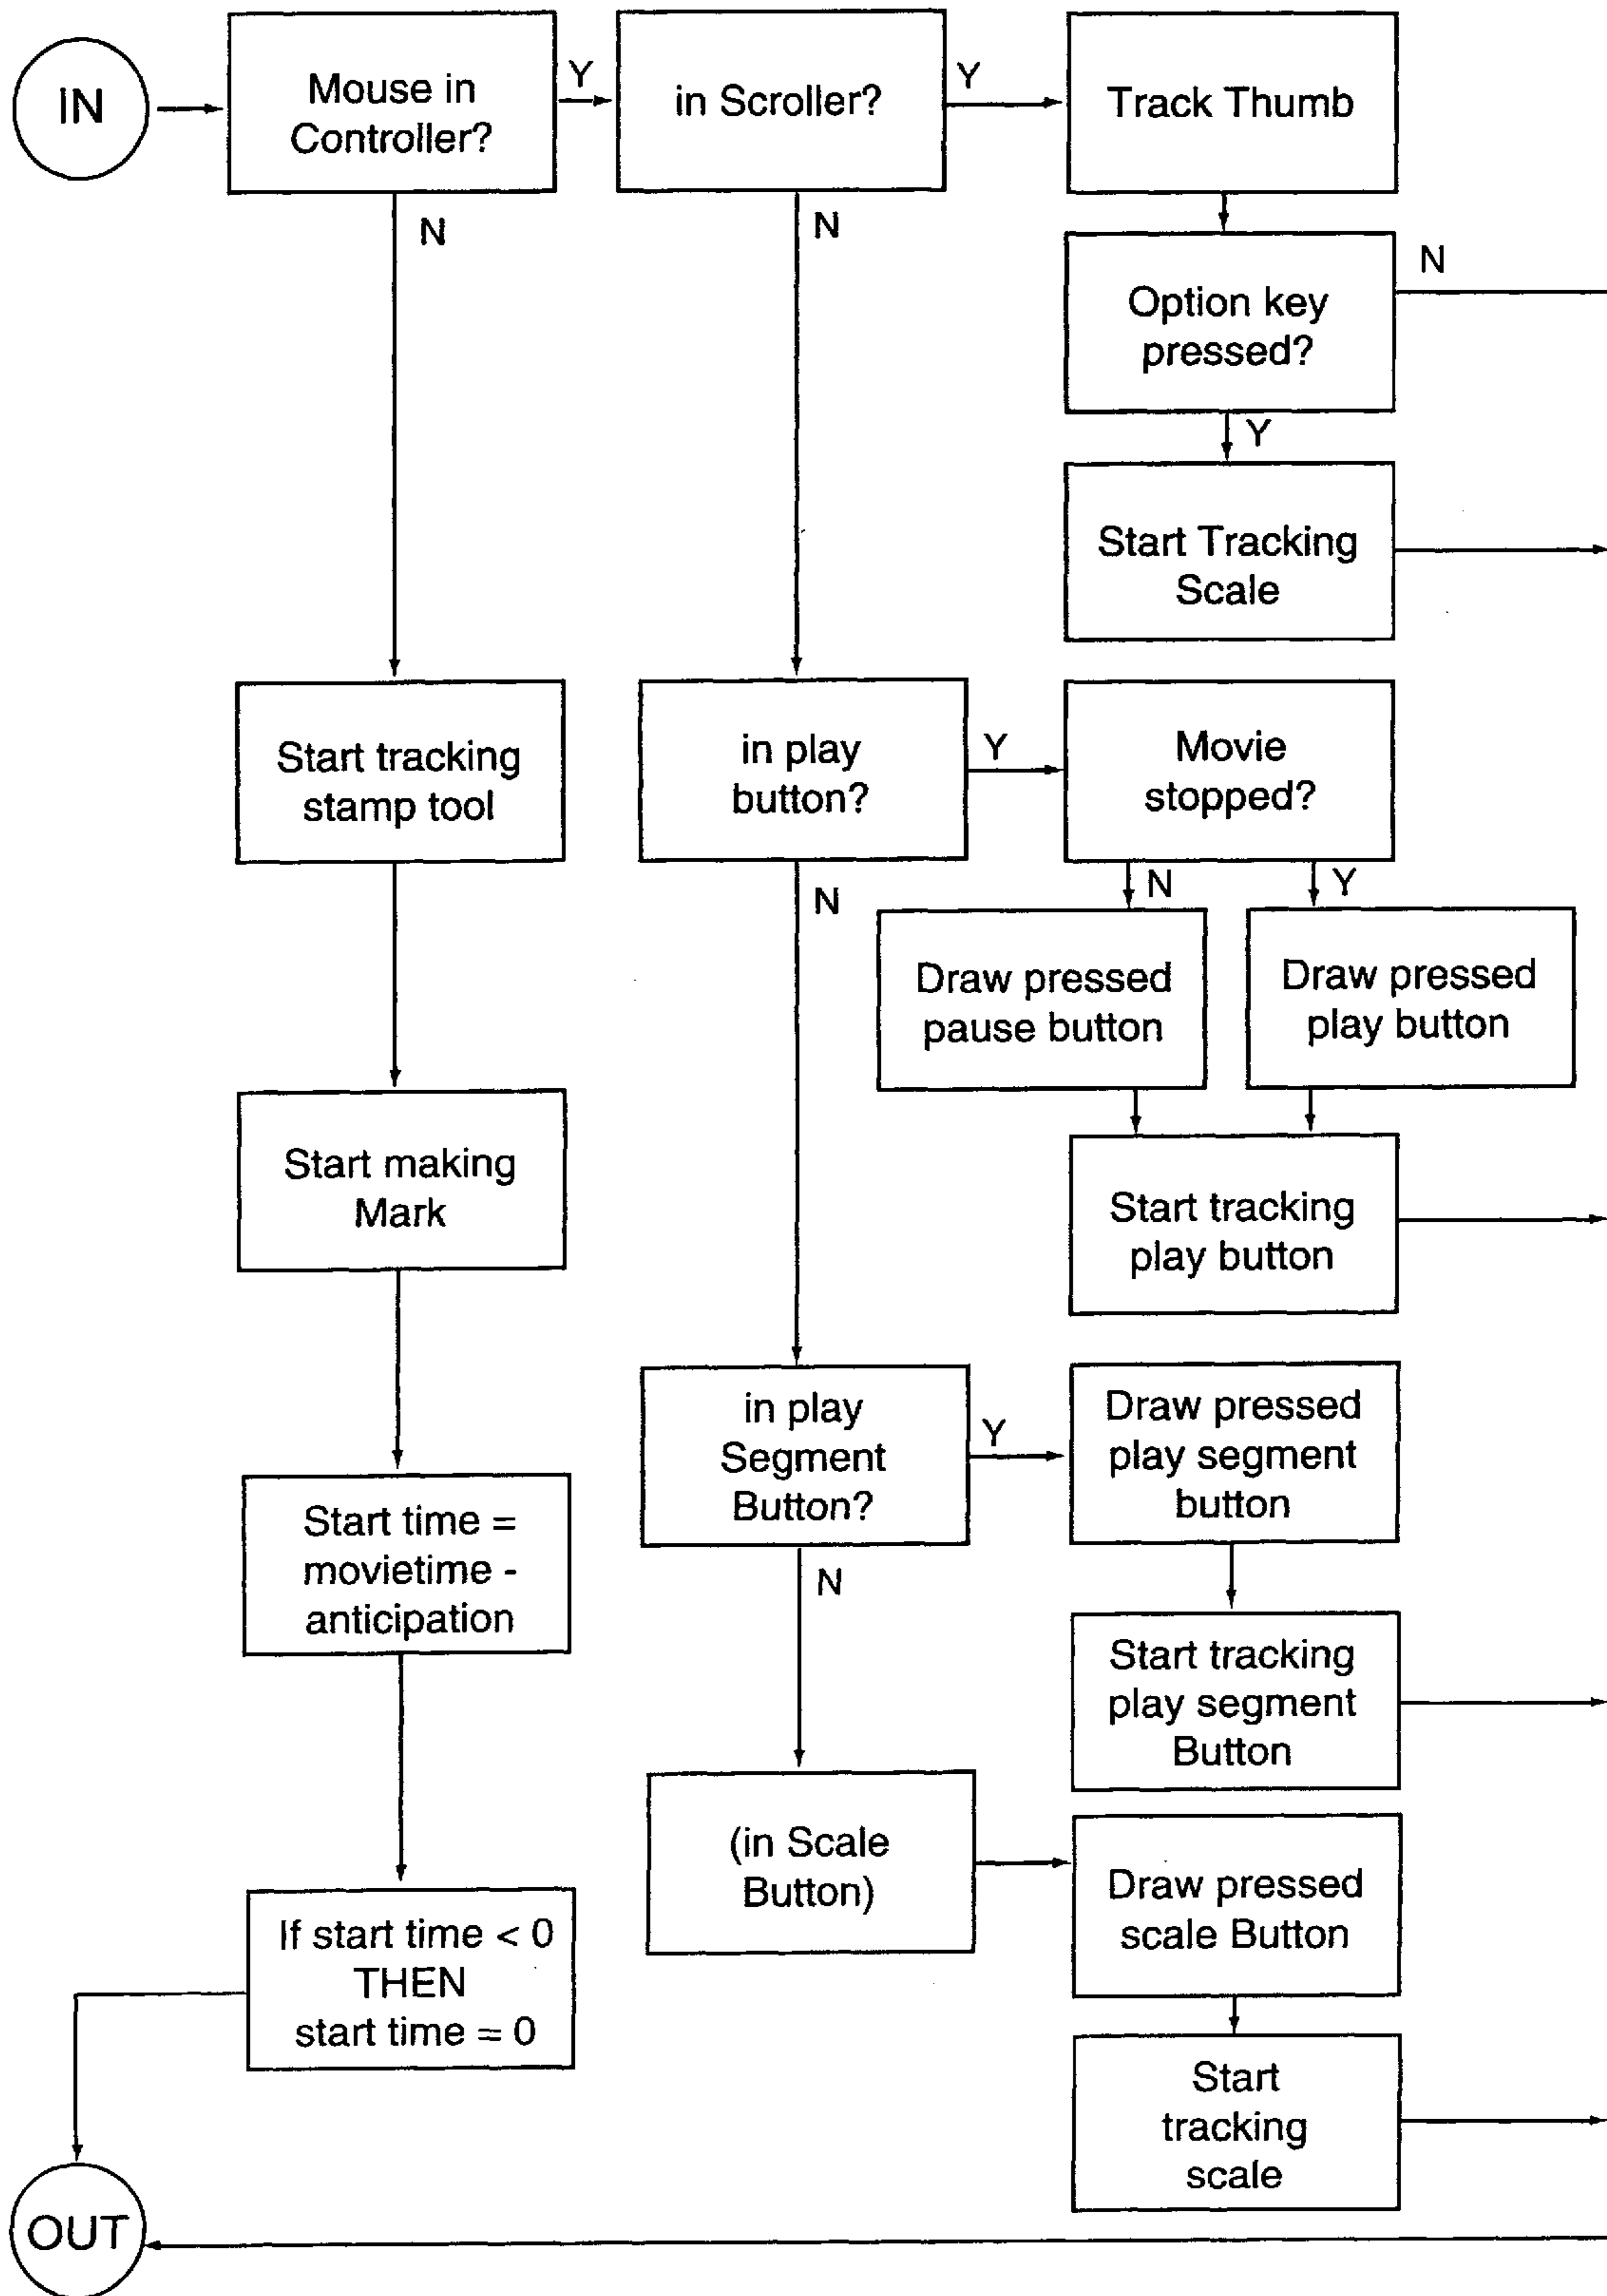 IN
Mouse in
Controller?
Y
in Scroller?
Y
Track Thumb
N
N
Option key
pressed?
N
Y
Start Tracking
Scale
Start tracking
stamp tool
in play
button?
Y
Movie
stopped?
N
N
Y
Draw pressed
pause button
Draw pressed
play button
Start making
Mark
Start tracking
play button
Start time =
movietime -
anticipation
in play
Segment
Button?
Y
Draw pressed
play segment
button
N
Start tracking
play segment
Button
(in Scale
Button)
Draw pressed
scale Button
If start time < 0
THEN
start time = 0
Start
tracking
scale
OUT